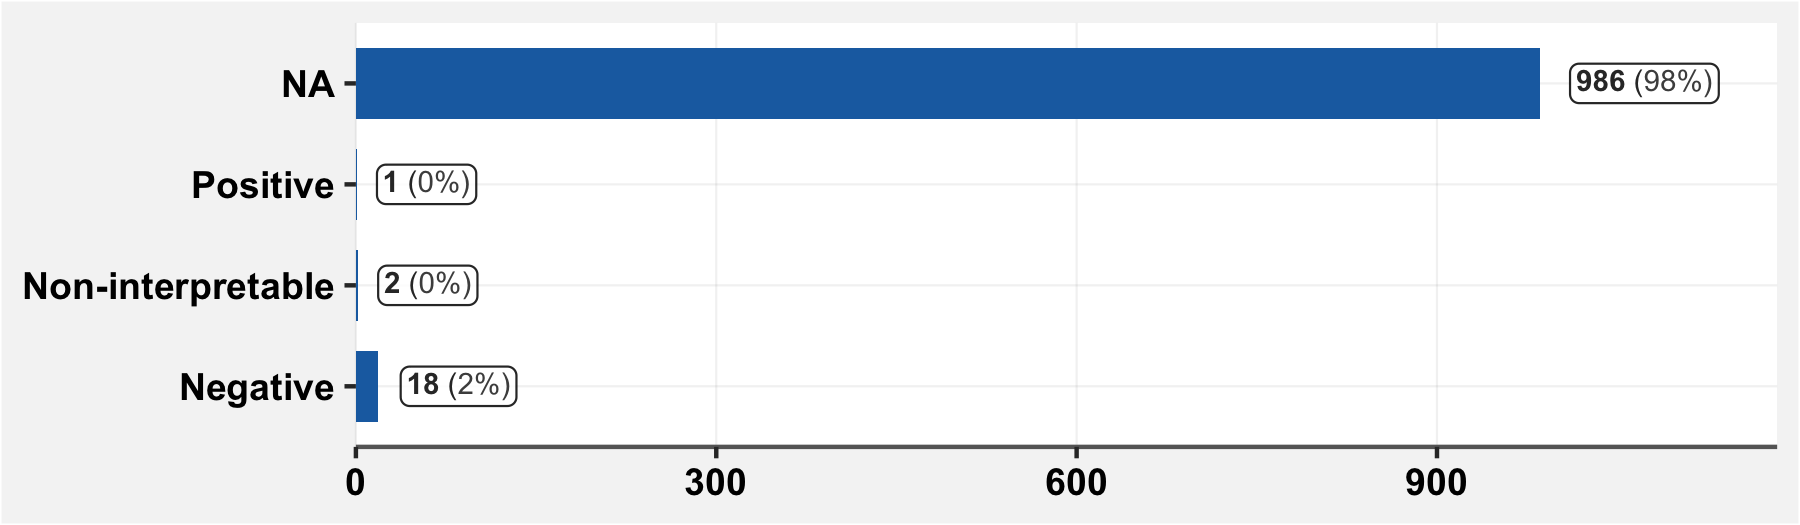 NA 986 (98%)
Positive 1 (0%)
Non-interpretable 2 (0%)
Negative 18 (2%)
0 300 600 900